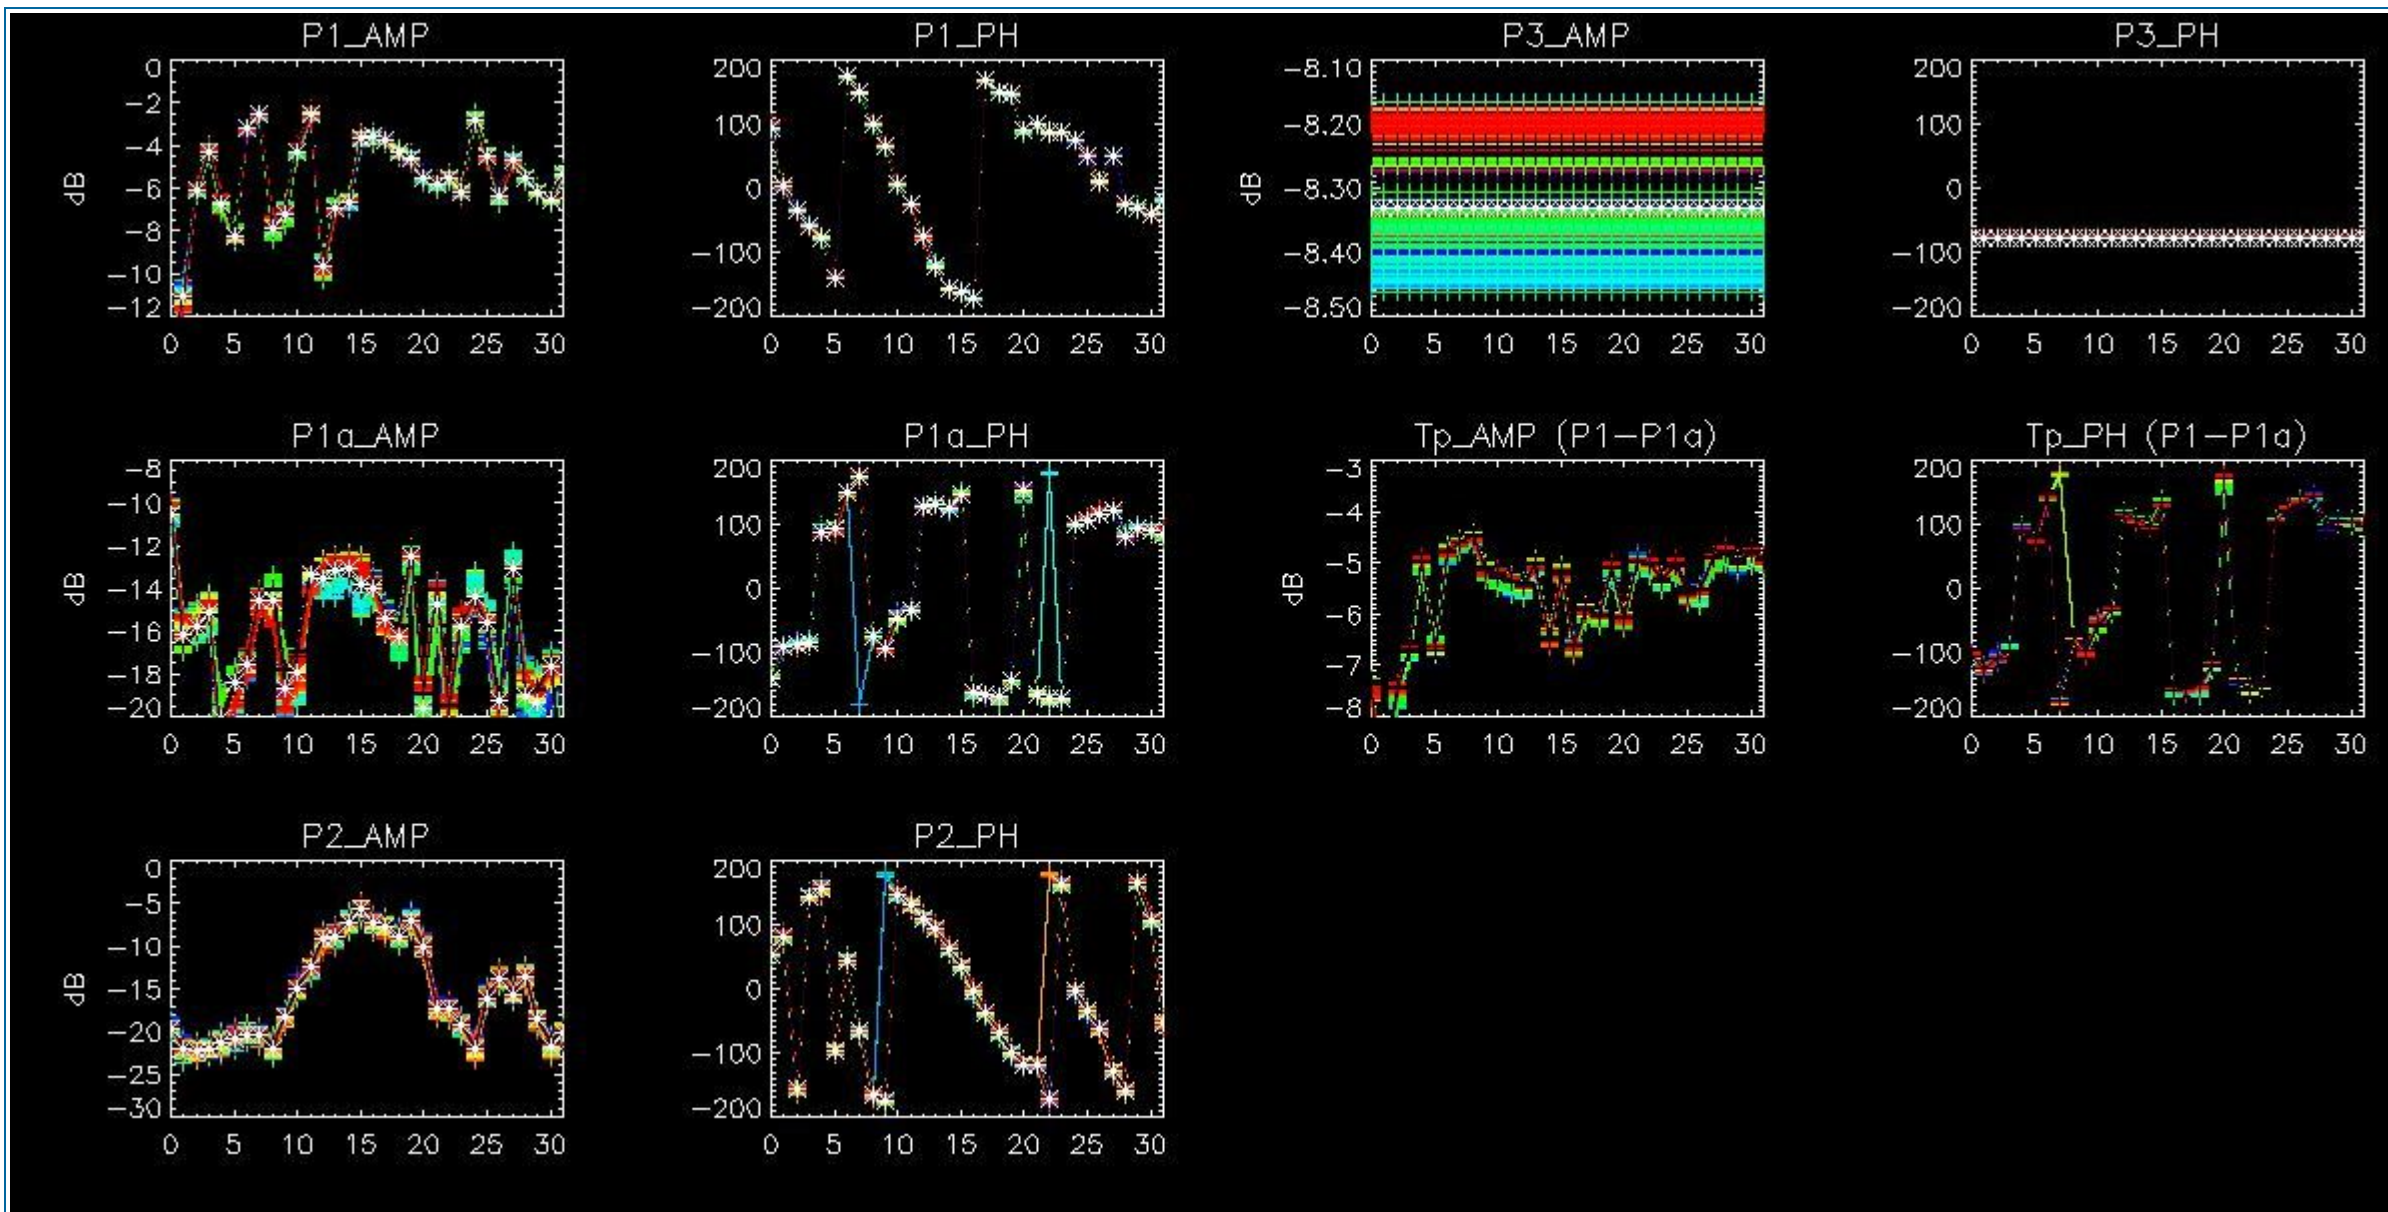 P1_AMP
0
−2
−4
−6
−8
−10
−12
dB
0 5 10 15 20 25 30
P1_PH
200
100
0
−100
−200
0 5 10 15 20 25 30
P3_AMP
−8.10
−8.20
−8.30
−8.40
−8.50
dB
0 5 10 15 20 25 30
P3_PH
200
100
0
−100
−200
0 5 10 15 20 25 30
P1a_AMP
−8
−10
−12
−14
−16
−18
−20
dB
0 5 10 15 20 25 30
P1a_PH
200
100
0
−100
−200
0 5 10 15 20 25 30
Tp_AMP (P1−P1a)
−3
−4
−5
−6
−7
−8
dB
0 5 10 15 20 25 30
Tp_PH (P1−P1a)
200
100
0
−100
−200
0 5 10 15 20 25 30
P2_AMP
0
−5
−10
−15
−20
−25
−30
dB
0 5 10 15 20 25 30
P2_PH
200
100
0
−100
−200
0 5 10 15 20 25 30